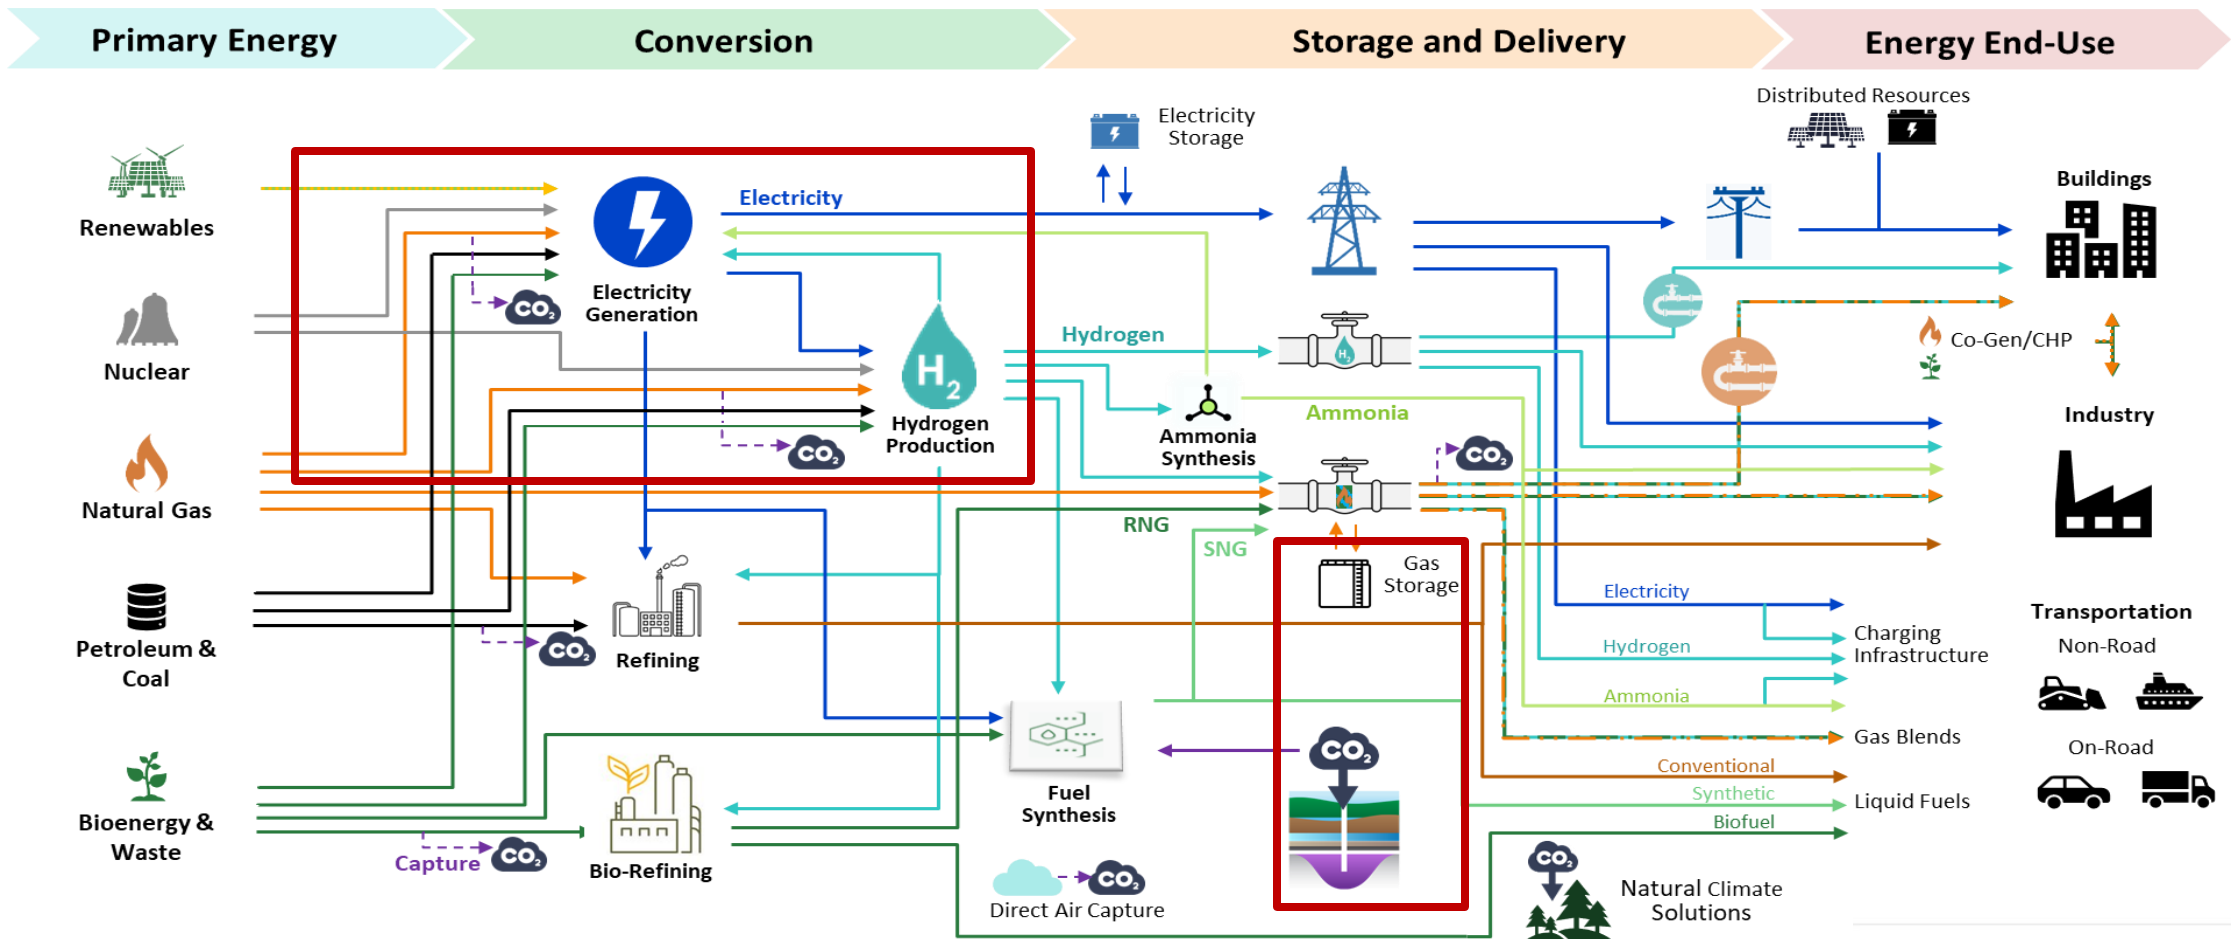 Primary Energy
Conversion
Storage and Delivery
Energy End-Use
Renewables
Nuclear
Natural Gas
Petroleum &
Coal
Bioenergy &
Waste
Electricity
Generation
Electricity
CO2
H2
Hydrogen
Production
CO2
CO2
Refining
Capture
CO2
Bio-Refining
Electricity
Storage
Hydrogen
H2
Ammonia
Synthesis
Ammonia
CO2
RNG
SNG
Gas
Storage
Fuel
Synthesis
CO2
CO2
Direct Air Capture
Distributed Resources
Buildings
Co-Gen/CHP
Industry
Electricity
Hydrogen
Ammonia
Charging
Infrastructure
Gas Blends
Conventional
Synthetic
Biofuel
Liquid Fuels
Transportation
Non-Road
On-Road
CO2
Natural Climate
Solutions